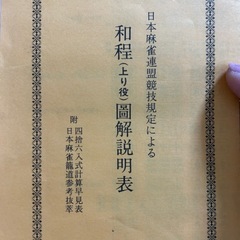 日本麻雀連盟競技規定による
和程(上り役)圖解説明表
附 四捨六入式計算早見表
日本麻雀籠道参考抜萃